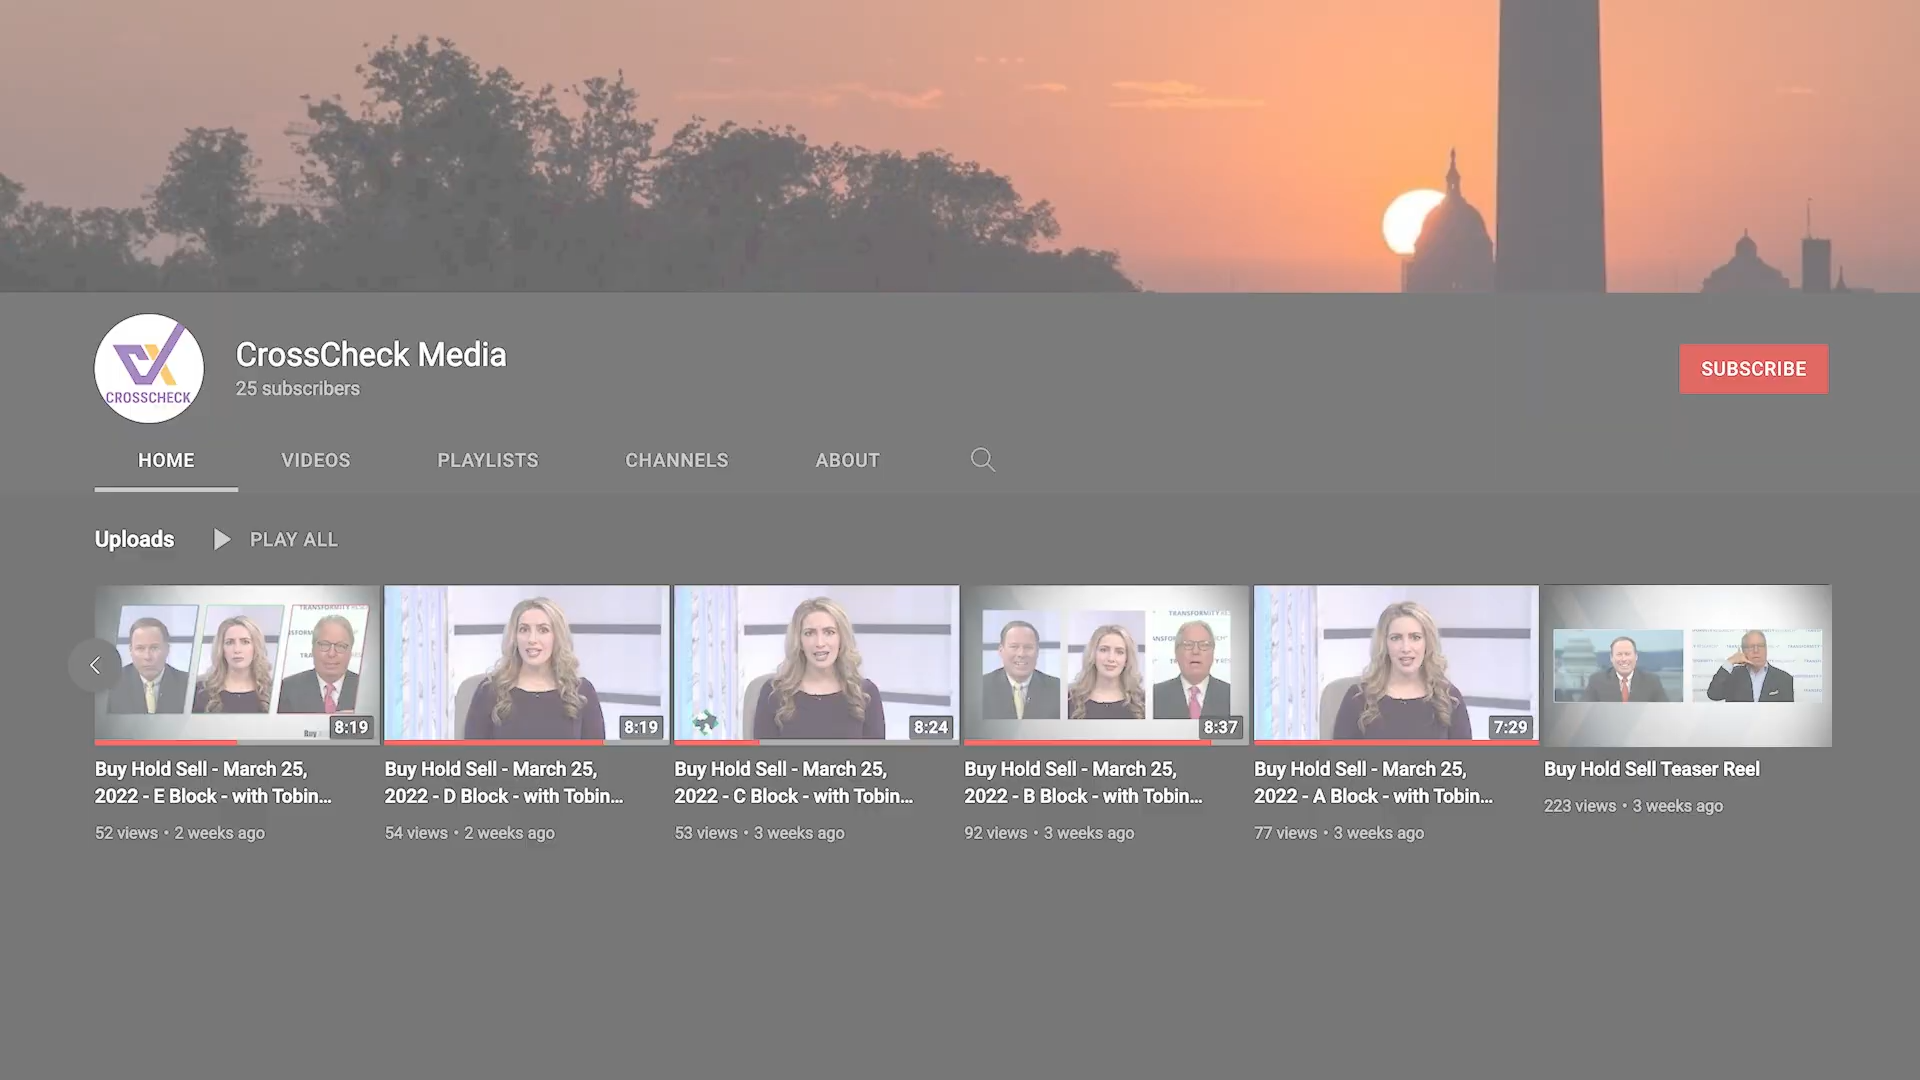 CROSSCHECK
CrossCheck Media
25 subscribers
SUBSCRIBE
HOME
VIDEOS
PLAYLISTS
CHANNELS
ABOUT
Uploads
PLAY ALL
8:19
8:19
8:24
8:37
7:29
Buy Hold Sell - March 25,
2022 - E Block - with Tobin...
52 views • 2 weeks ago
Buy Hold Sell - March 25,
2022 - D Block - with Tobin...
54 views • 2 weeks ago
Buy Hold Sell - March 25,
2022 - C Block - with Tobin...
53 views • 3 weeks ago
Buy Hold Sell - March 25,
2022 - B Block - with Tobin...
92 views • 3 weeks ago
Buy Hold Sell - March 25,
2022 - A Block - with Tobin...
77 views • 3 weeks ago
Buy Hold Sell Teaser Reel
223 views • 3 weeks ago